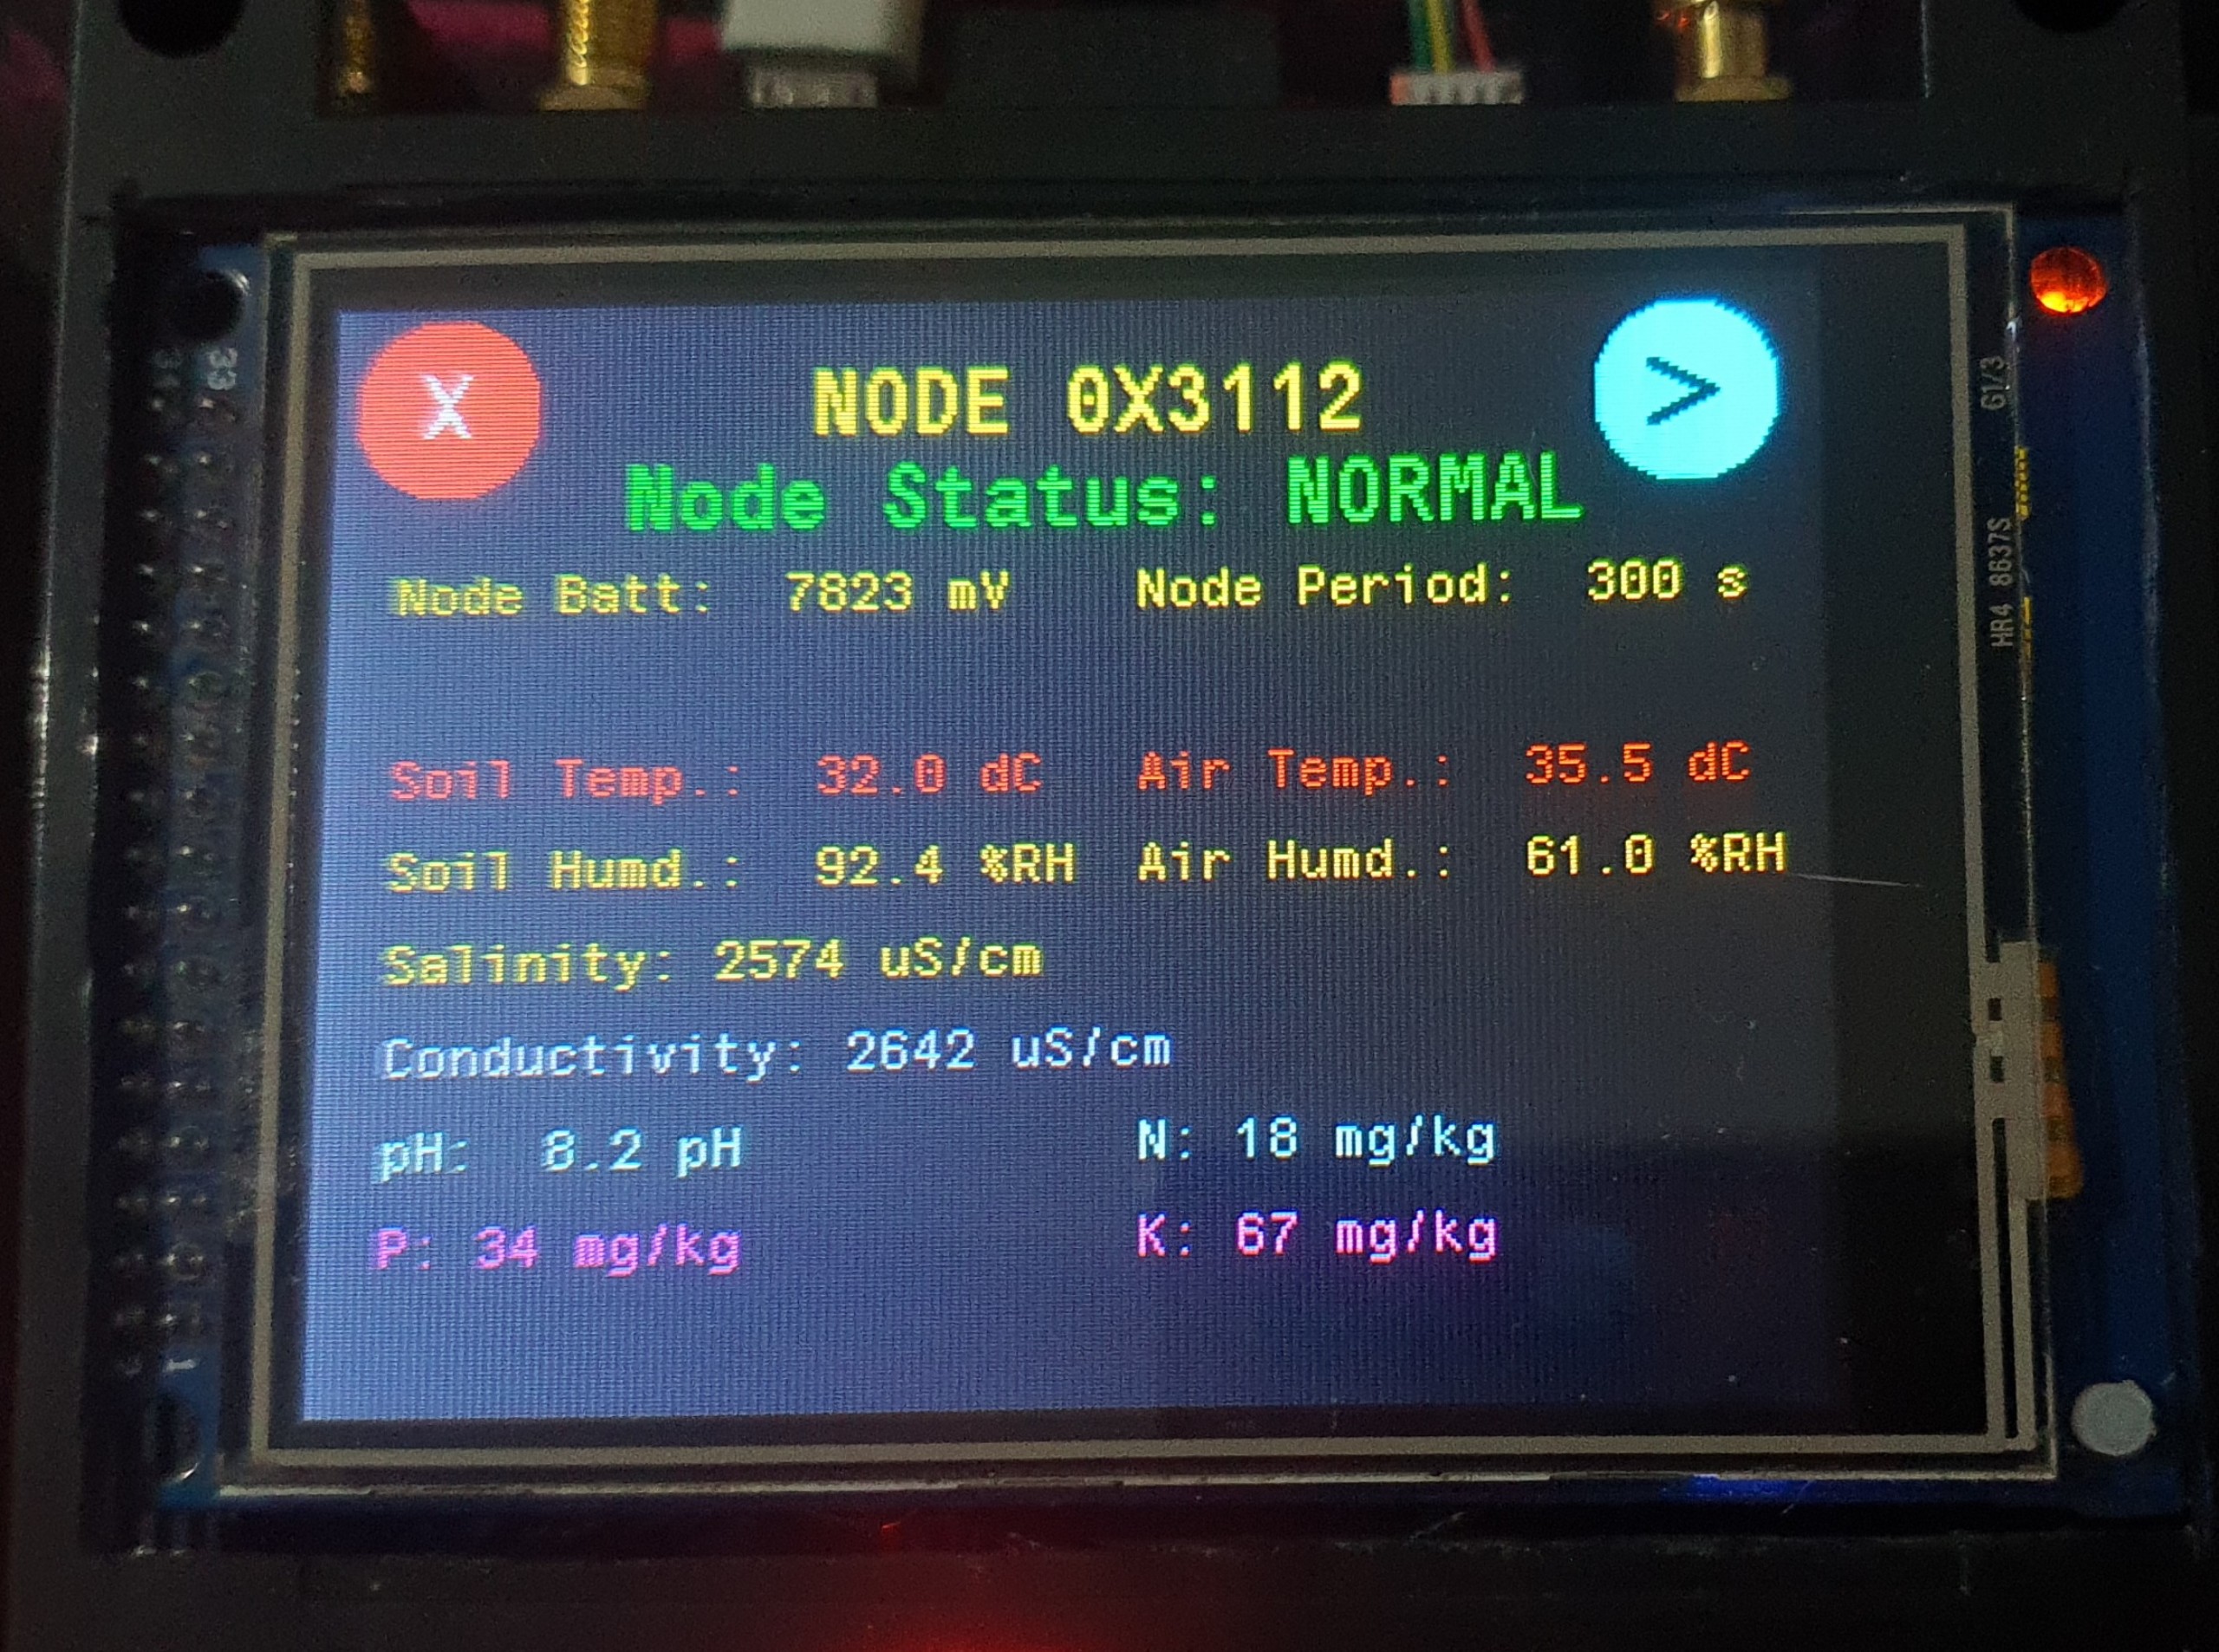 X
NODE 0X3112
>
Node Status: NORMAL
Node Batt: 7823 mV Node Period: 300 s
Soil Temp.: 32.0 dC Air Temp.: 35.5 dC
Soil Humd.: 92.4 %RH Air Humd.: 61.0 %RH
Salinity: 2574 uS/cm
Conductivity: 2642 uS/cm
pH: 8.2 pH N: 18 mg/kg
P: 34 mg/kg K: 67 mg/kg
HR4 8637S G1/3
33
1